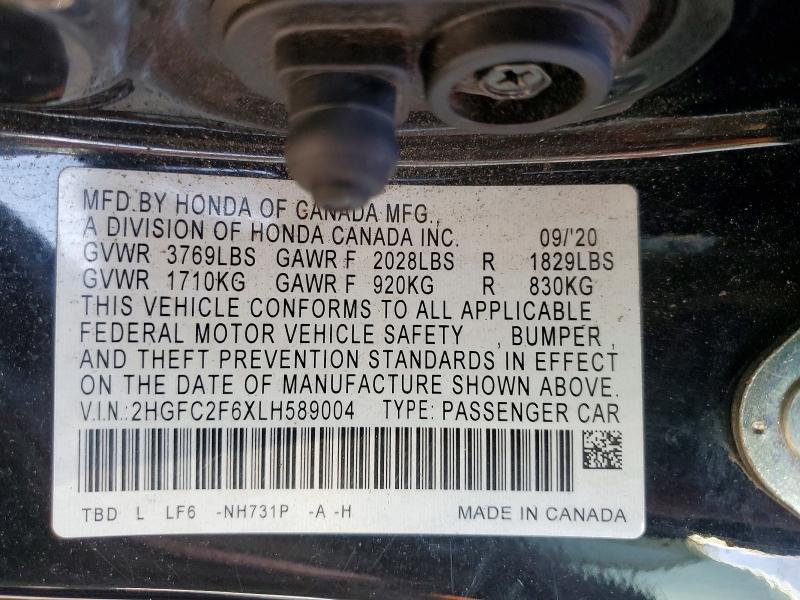 MFD.BY HONDA OF CANADA MFG.,
A DIVISION OF HONDA CANADA INC. 09/'20
GVWR 3769LBS GAWR F 2028LBS R 1829LBS
GVWR 1710KG GAWR F 920KG R 830KG
THIS VEHICLE CONFORMS TO ALL APPLICABLE
FEDERAL MOTOR VEHICLE SAFETY , BUMPER ,
AND THEFT PREVENTION STANDARDS IN EFFECT
ON THE DATE OF MANUFACTURE SHOWN ABOVE.
V.I.N.:2HGFC2F6XLH589004 TYPE: PASSENGER CAR
TBD L LF6 -NH731P -A -H MADE IN CANADA